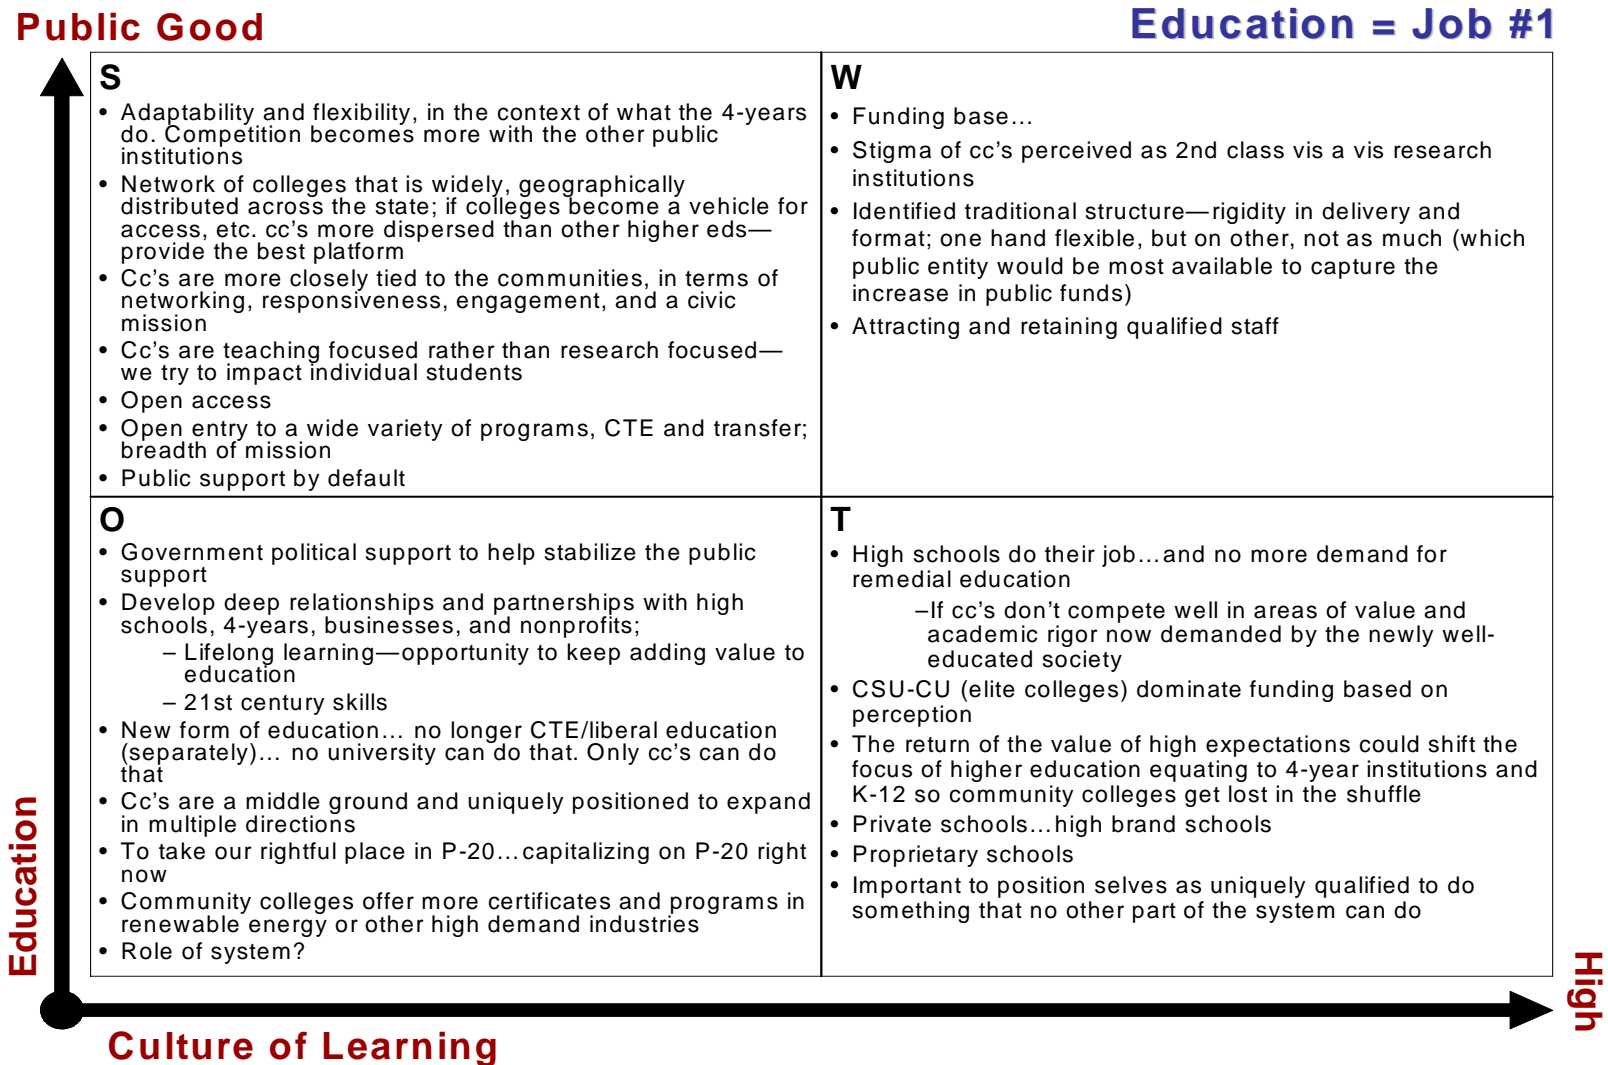 Public Good
Education = Job #1
S
• Adaptability and flexibility, in the context of what the 4-years
do. Competition becomes more with the other public
institutions
• Network of colleges that is widely, geographically
distributed across the state; if colleges become a vehicle for
access, etc. cc's more dispersed than other higher eds—
provide the best platform
• Cc's are more closely tied to the communities, in terms of
networking, responsiveness, engagement, and a civic
mission
• Cc's are teaching focused rather than research focused—
we try to impact individual students
• Open access
• Open entry to a wide variety of programs, CTE and transfer;
breadth of mission
• Public support by default
W
• Funding base…
• Stigma of cc's perceived as 2nd class vis a vis research
institutions
• Identified traditional structure—rigidity in delivery and
format; one hand flexible, but on other, not as much (which
public entity would be most available to capture the
increase in public funds)
• Attracting and retaining qualified staff
O
• Government political support to help stabilize the public
support
• Develop deep relationships and partnerships with high
schools, 4-years, businesses, and nonprofits;
– Lifelong learning—opportunity to keep adding value to
education
– 21st century skills
• New form of education… no longer CTE/liberal education
(separately)… no university can do that. Only cc's can do
that
• Cc's are a middle ground and uniquely positioned to expand
in multiple directions
• To take our rightful place in P-20…capitalizing on P-20 right
now
• Community colleges offer more certificates and programs in
renewable energy or other high demand industries
• Role of system?
T
• High schools do their job…and no more demand for
remedial education
–If cc's don't compete well in areas of value and
academic rigor now demanded by the newly well-
educated society
• CSU-CU (elite colleges) dominate funding based on
perception
• The return of the value of high expectations could shift the
focus of higher education equating to 4-year institutions and
K-12 so community colleges get lost in the shuffle
• Private schools…high brand schools
• Proprietary schools
• Important to position selves as uniquely qualified to do
something that no other part of the system can do
Education
High
Culture of Learning